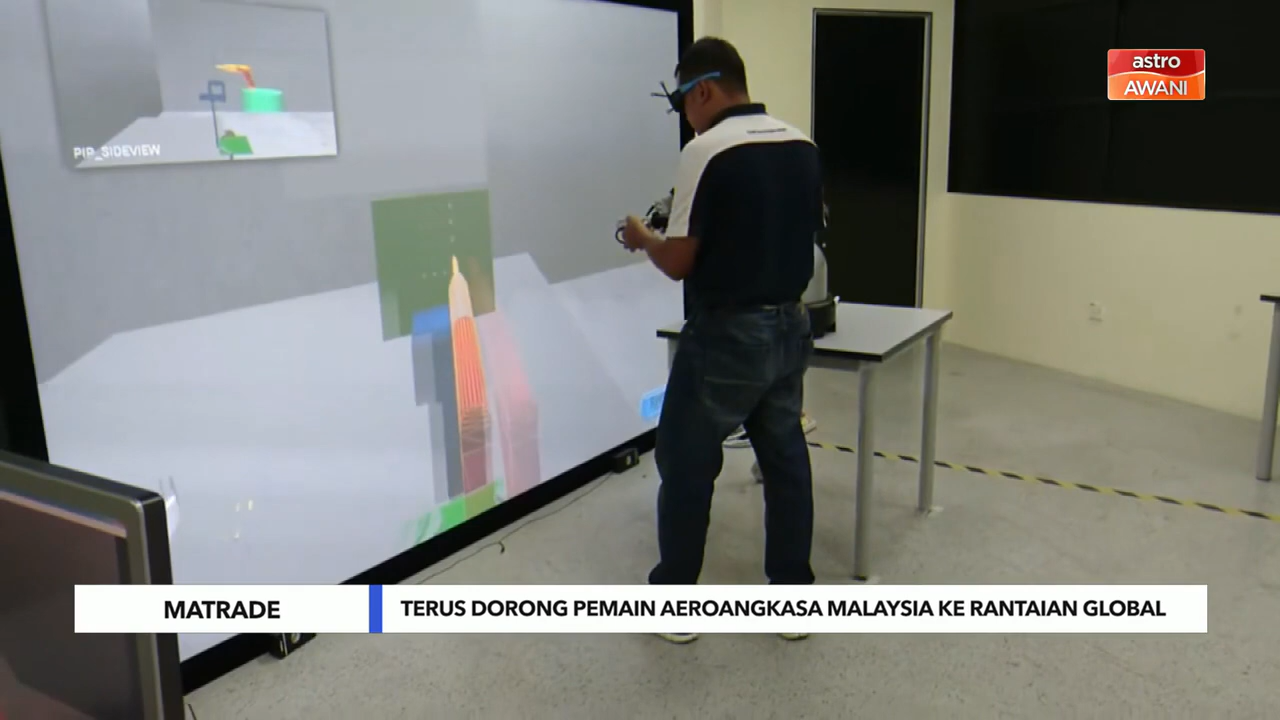 astro
AWANI
PIP_SIDEVIEW
MATRADE
TERUS DORONG PEMAIN AEROANGKASA MALAYSIA KE RANTAIAN GLOBAL